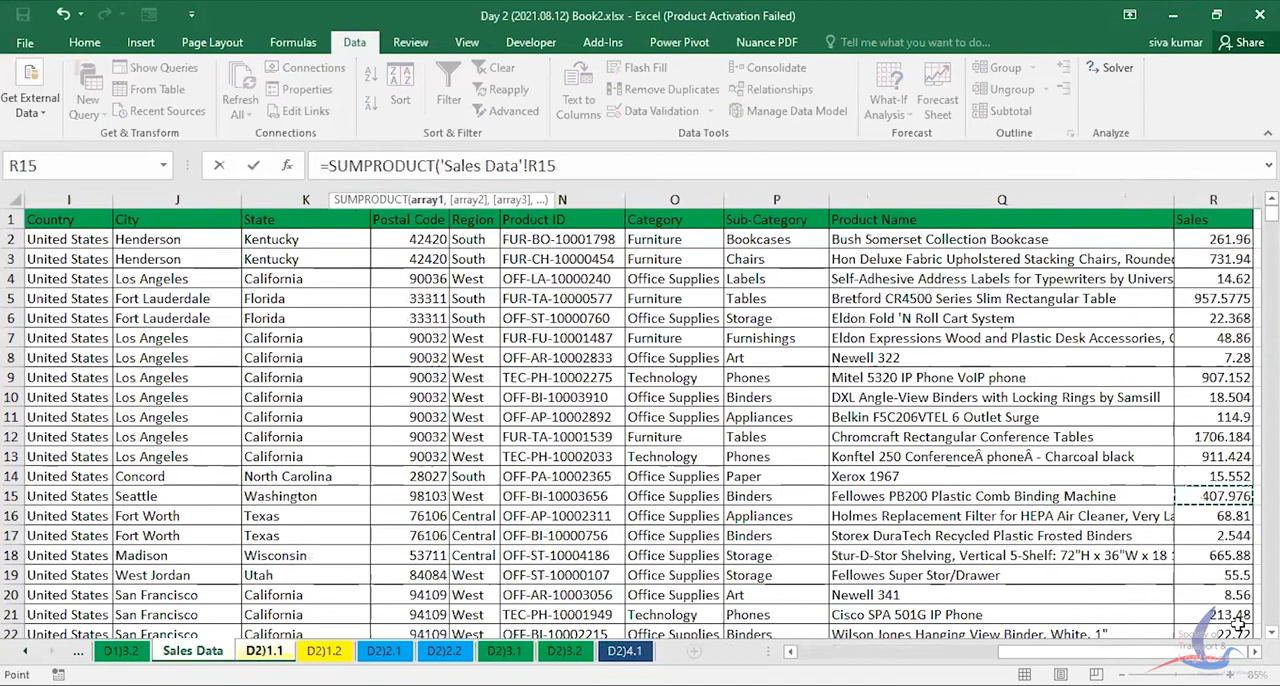 Day 2 (2021.08.12) Book2.xlsx - Excel (Product Activation Failed)
File Home Insert Page Layout Formulas Data Review View Developer Add-Ins Power Pivot Nuance PDF Tell me what you want to do... siva kumar Share
Get External Data
New Query
Show Queries
From Table
Recent Sources
Get & Transform
Refresh All
Connections
Properties
Edit Links
Connections
Sort
Filter
Clear
Reapply
Advanced
Sort & Filter
Text to Columns
Flash Fill
Remove Duplicates
Data Validation
Consolidate
Relationships
Manage Data Model
Data Tools
What-If Analysis
Forecast Sheet
Forecast
Group
Ungroup
Subtotal
Outline
Solver
Analyze
R15 fx =SUMPRODUCT('Sales Data'!R15
SUMPRODUCT(array1, [array2], [array3], ...)
I J K N O P Q R
1 Country City State Postal Code Region Product ID Category Sub-Category Product Name Sales
2 United States Henderson Kentucky 42420 South FUR-BO-10001798 Furniture Bookcases Bush Somerset Collection Bookcase 261.96
3 United States Henderson Kentucky 42420 South FUR-CH-10000454 Furniture Chairs Hon Deluxe Fabric Upholstered Stacking Chairs, Rounded 731.94
4 United States Los Angeles California 90036 West OFF-LA-10000240 Office Supplies Labels Self-Adhesive Address Labels for Typewriters by Univers 14.62
5 United States Fort Lauderdale Florida 33311 South FUR-TA-10000577 Furniture Tables Bretford CR4500 Series Slim Rectangular Table 957.5775
6 United States Fort Lauderdale Florida 33311 South OFF-ST-10000760 Office Supplies Storage Eldon Fold 'N Roll Cart System 22.368
7 United States Los Angeles California 90032 West FUR-FU-10001487 Furniture Furnishings Eldon Expressions Wood and Plastic Desk Accessories, 48.86
8 United States Los Angeles California 90032 West OFF-AR-10002833 Office Supplies Art Newell 322 7.28
9 United States Los Angeles California 90032 West TEC-PH-10002275 Technology Phones Mitel 5320 IP Phone VoIP phone 907.152
10 United States Los Angeles California 90032 West OFF-BI-10003910 Office Supplies Binders DXL Angle-View Binders with Locking Rings by Samsill 18.504
11 United States Los Angeles California 90032 West OFF-AP-10002892 Office Supplies Appliances Belkin F5C206VTEL 6 Outlet Surge 114.9
12 United States Los Angeles California 90032 West FUR-TA-10001539 Furniture Tables Chromcraft Rectangular Conference Tables 1706.184
13 United States Los Angeles California 90032 West TEC-PH-10002033 Technology Phones Konftel 250 ConferenceÂ phoneÂ - Charcoal black 911.424
14 United States Concord North Carolina 28027 South OFF-PA-10002365 Office Supplies Paper Xerox 1967 15.552
15 United States Seattle Washington 98103 West OFF-BI-10003656 Office Supplies Binders Fellowes PB200 Plastic Comb Binding Machine 407.976
16 United States Fort Worth Texas 76106 Central OFF-AP-10002311 Office Supplies Appliances Holmes Replacement Filter for HEPA Air Cleaner, Very La 68.81
17 United States Fort Worth Texas 76106 Central OFF-BI-10000756 Office Supplies Binders Storex DuraTech Recycled Plastic Frosted Binders 2.544
18 United States Madison Wisconsin 53711 Central OFF-ST-10004186 Office Supplies Storage Stur-D-Stor Shelving, Vertical 5-Shelf: 72"H x 36"W x 18 665.88
19 United States West Jordan Utah 84084 West OFF-ST-10000107 Office Supplies Storage Fellowes Super Stor/Drawer 55.5
20 United States San Francisco California 94109 West OFF-AR-10003056 Office Supplies Art Newell 341 8.56
21 United States San Francisco California 94109 West TEC-PH-10001949 Technology Phones Cisco SPA 501G IP Phone 213.48
22 United States San Francisco California 94109 West OFF-BI-10002215 Office Supplies Binders Wilson Jones Hanging View Binder, White, 1" 22.72
Society of Transport &
... D1)3.2 Sales Data D2)1.1 D2)1.2 D2)2.1 D2)2.2 D2)3.1 D2)3.2 D2)4.1
Point 85%